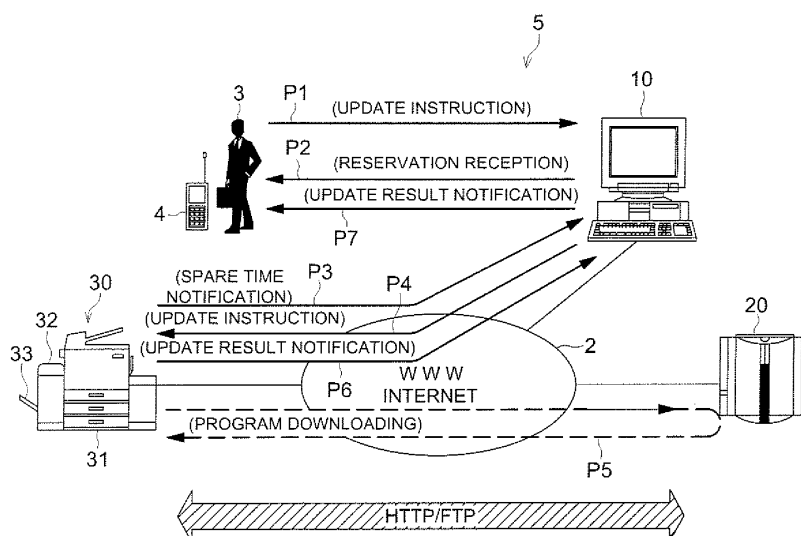 5
3
P1
(UPDATE INSTRUCTION)
10
P2
(RESERVATION RECEPTION)
(UPDATE RESULT NOTIFICATION)
4
P7
(SPARE TIME
NOTIFICATION)
P3
P4
30
(UPDATE INSTRUCTION)
32
(UPDATE RESULT NOTIFICATION)
2
20
33
P6
W W W
INTERNET
(PROGRAM DOWNLOADING)
31
P5
HTTP/FTP